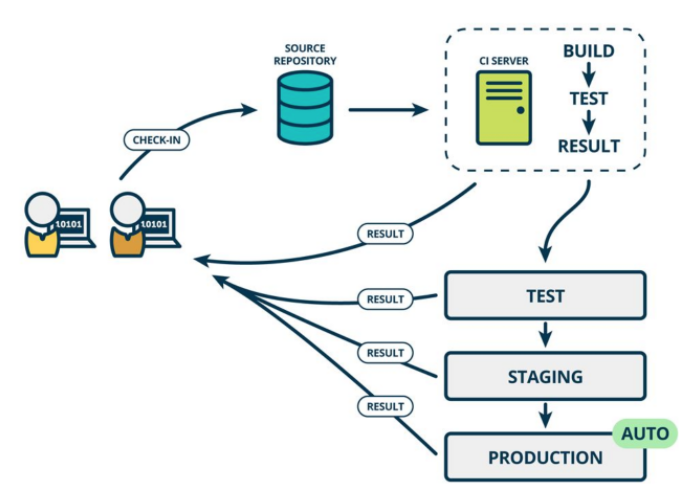 SOURCE
REPOSITORY
CI SERVER
BUILD
TEST
RESULT
CHECK-IN
10101
10101
RESULT
RESULT
TEST
RESULT
STAGING
RESULT
AUTO
PRODUCTION